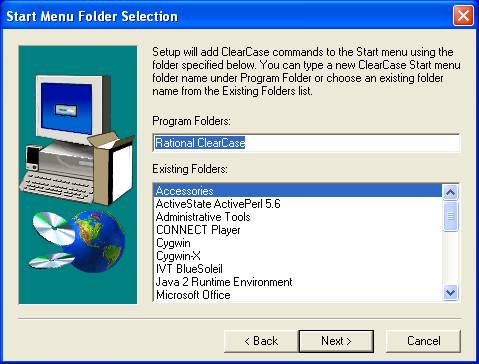 Start Menu Folder Selection
Setup will add ClearCase commands to the Start menu using the
folder specified below. You can type a new ClearCase Start menu
folder name under Program Folder or choose an existing folder
name from the Existing Folders list.
Program Folders:
Rational ClearCase
Existing Folders:
Accessories
ActiveState ActivePerl 5.6
Administrative Tools
CONNECT Player
Cygwin
Cygwin-X
IVT BlueSoleil
Java 2 Runtime Environment
Microsoft Office
< Back
Next >
Cancel